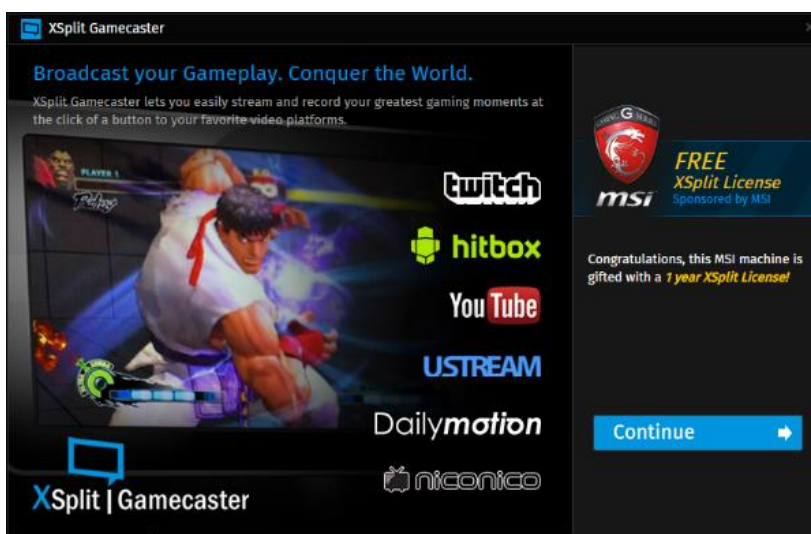 XSplit Gamecaster
Broadcast your Gameplay. Conquer the World.
XSplit Gamecaster lets you easily stream and record your greatest gaming moments at
the click of a button to your favorite video platforms.
PLAYER 1
Ryu
twitch
hitbox
YouTube
USTREAM
Dailymotion
niconico
XSplit | Gamecaster
msi
FREE
XSplit License
Sponsored by MSI
Congratulations, this MSI machine is
gifted with a 1 year XSplit License!
Continue